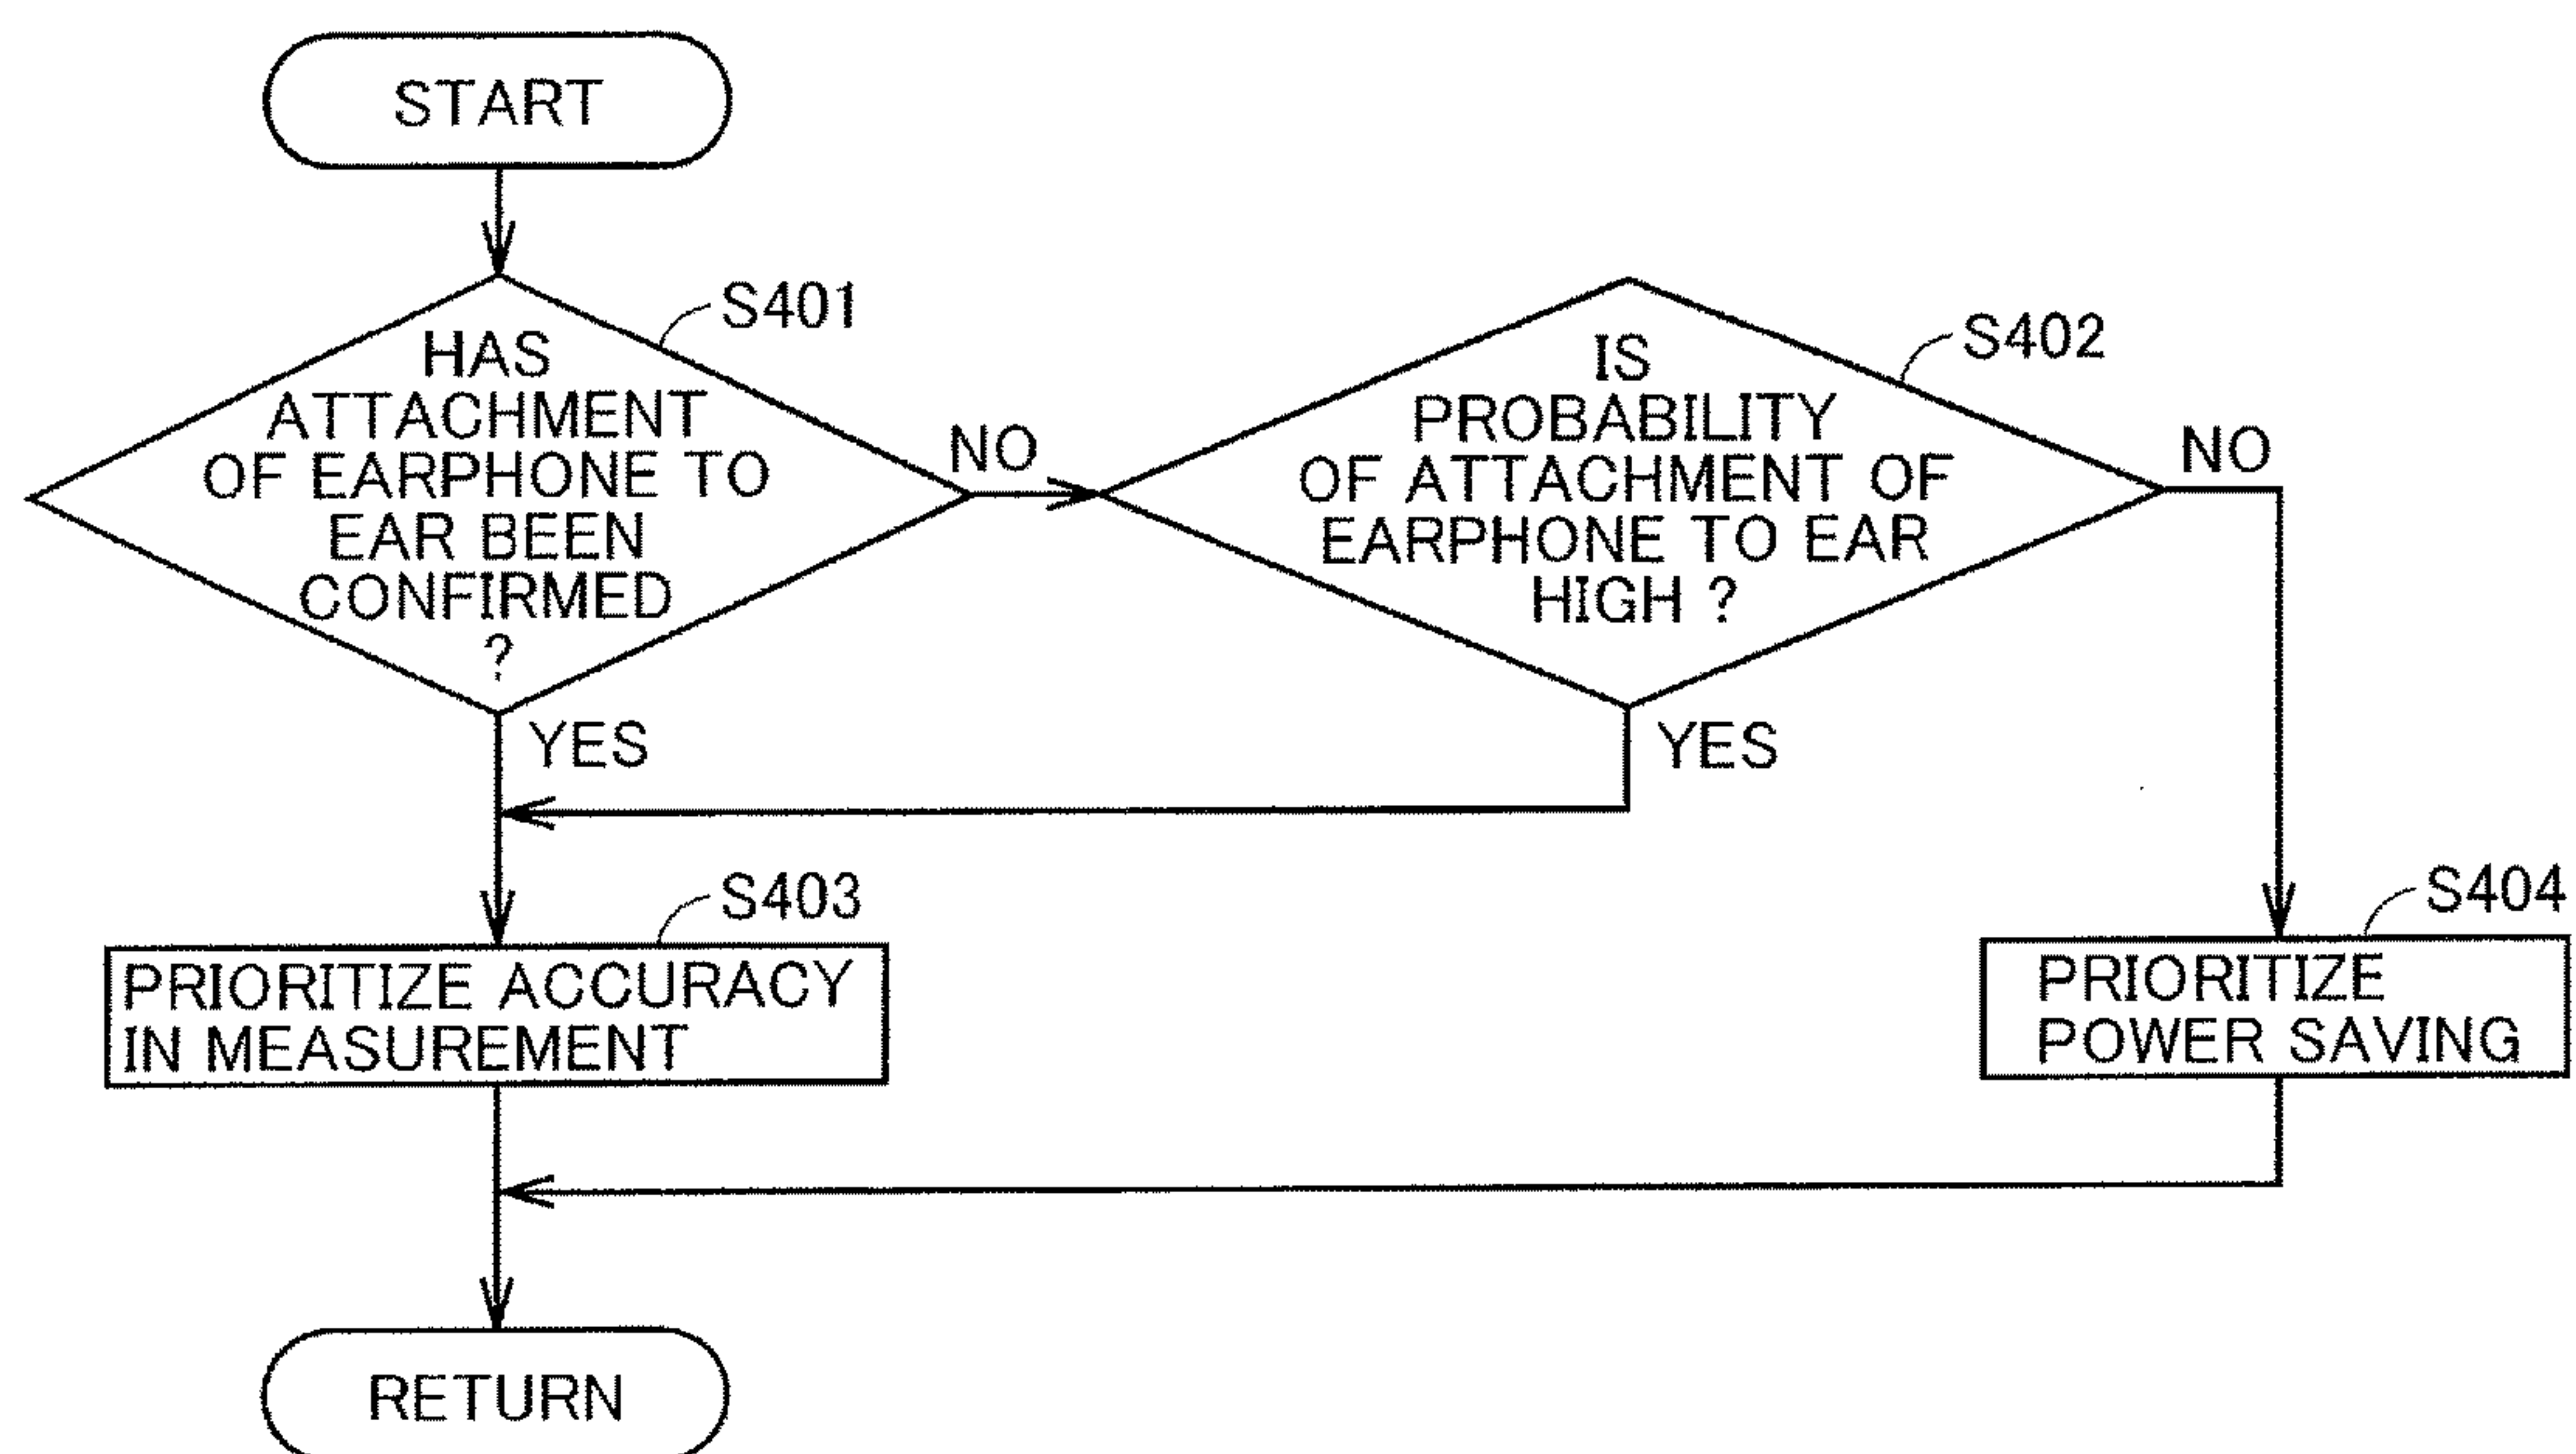 START
S401
HAS
ATTACHMENT
OF EARPHONE TO
EAR BEEN
CONFIRMED
?
NO
S402
IS
PROBABILITY
OF ATTACHMENT OF
EARPHONE TO EAR
HIGH ?
NO
YES
YES
S403
PRIORITIZE ACCURACY
IN MEASUREMENT
S404
PRIORITIZE
POWER SAVING
RETURN